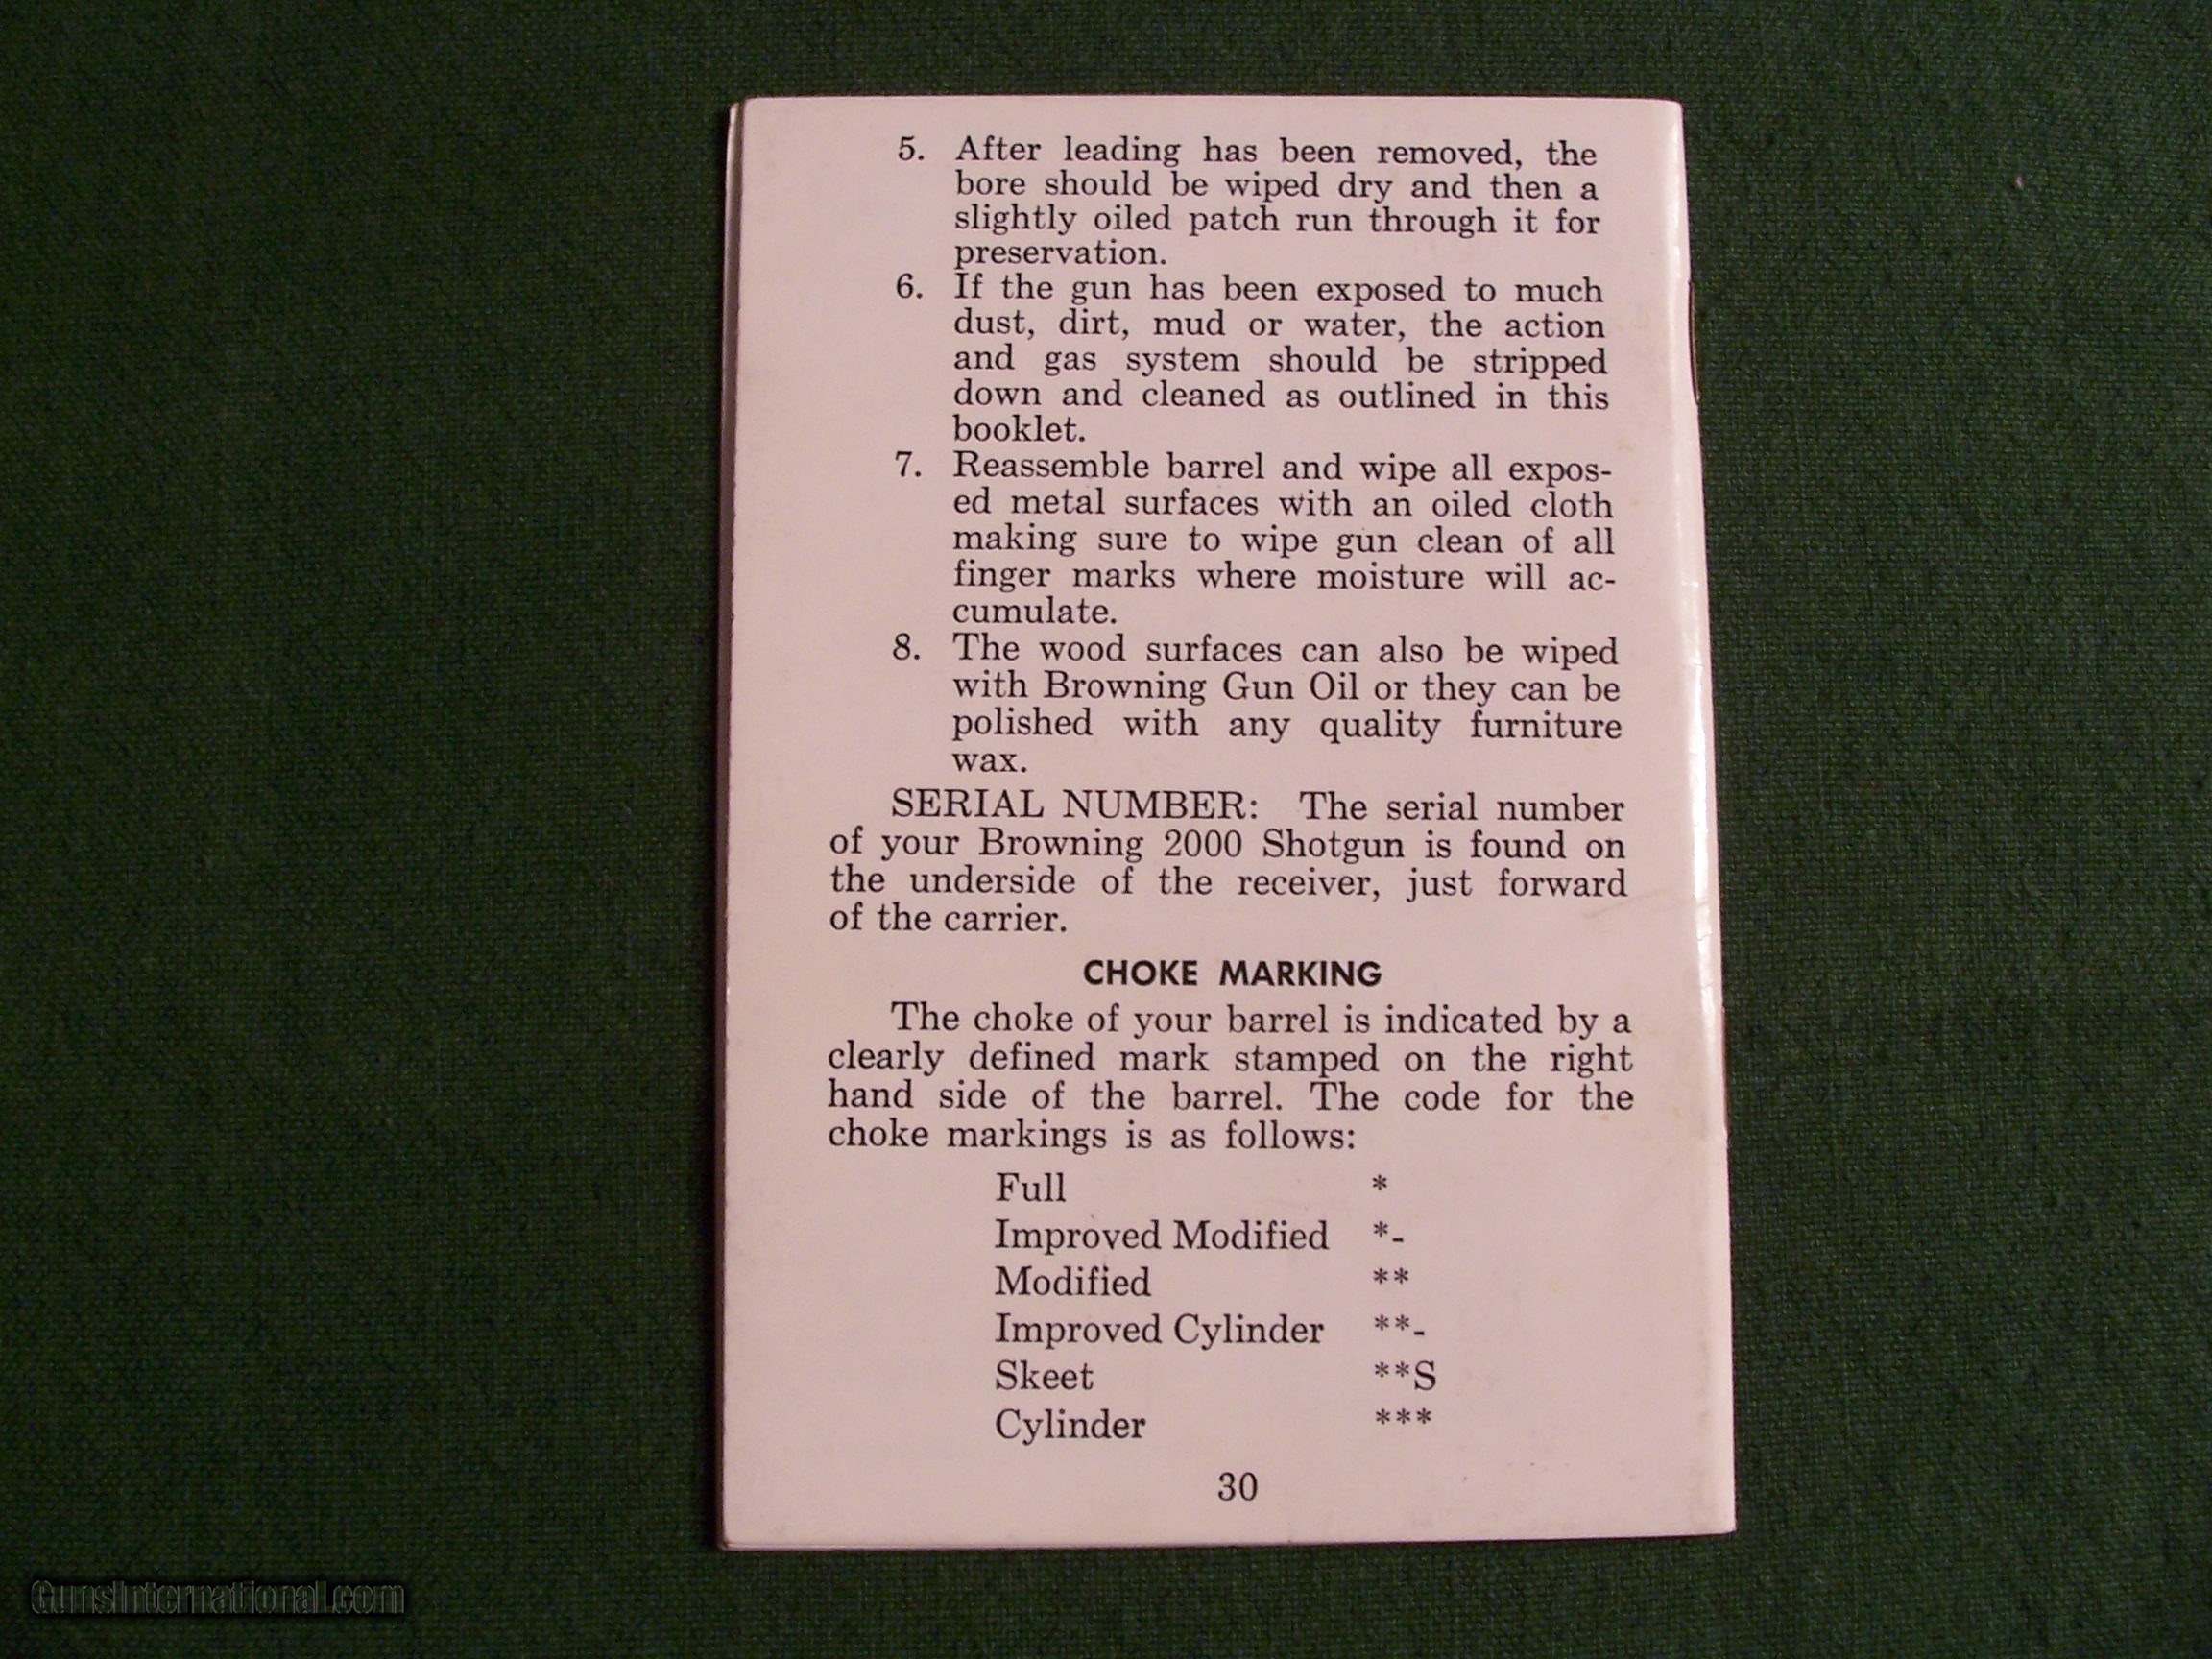 5. After leading has been removed, the
bore should be wiped dry and then a
slightly oiled patch run through it for
preservation.
6. If the gun has been exposed to much
dust, dirt, mud or water, the action
and gas system should be stripped
down and cleaned as outlined in this
booklet.
7. Reassemble barrel and wipe all expos-
ed metal surfaces with an oiled cloth
making sure to wipe gun clean of all
finger marks where moisture will ac-
cumulate.
8. The wood surfaces can also be wiped
with Browning Gun Oil or they can be
polished with any quality furniture
wax.
SERIAL NUMBER: The serial number
of your Browning 2000 Shotgun is found on
the underside of the receiver, just forward
of the carrier.
CHOKE MARKING
The choke of your barrel is indicated by a
clearly defined mark stamped on the right
hand side of the barrel. The code for the
choke markings is as follows:
Full *
Improved Modified *-
Modified **
Improved Cylinder **-
Skeet **S
Cylinder ***
30
GunsInternational.com